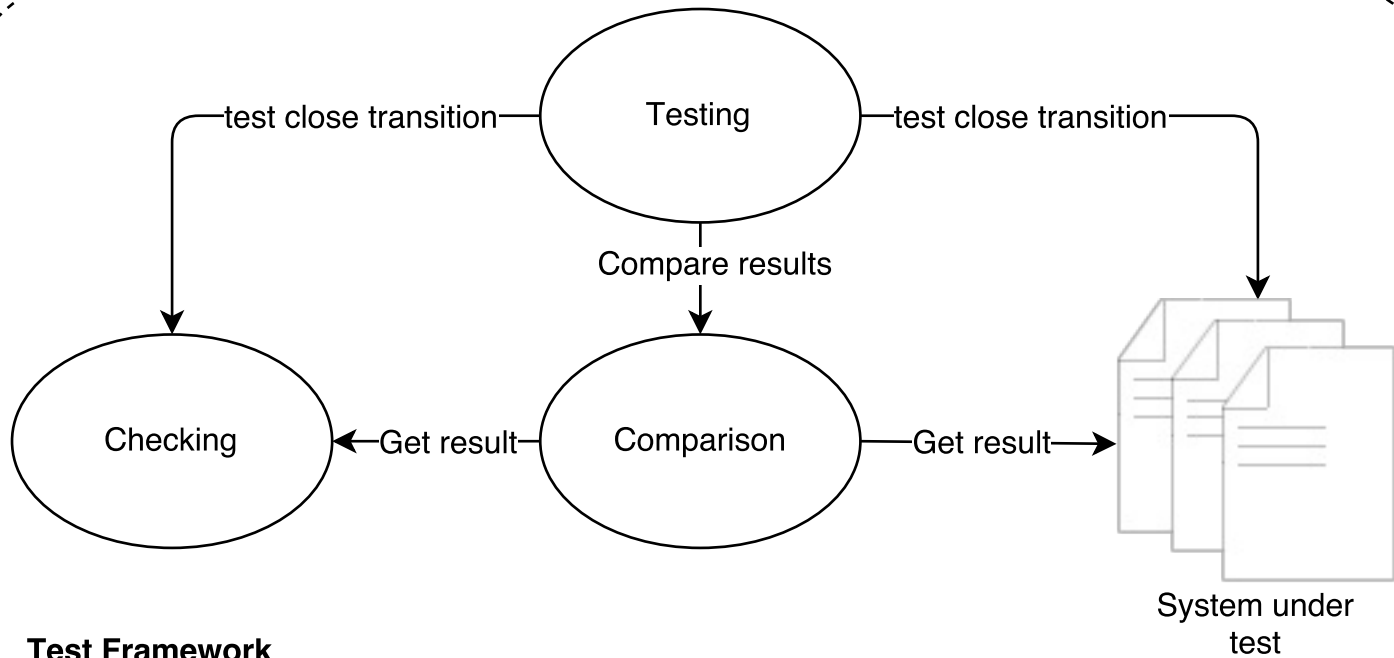 test close transition
Testing
test close transition
Compare results
Checking
Get result
Comparison
Get result
System under
test
Test Framework